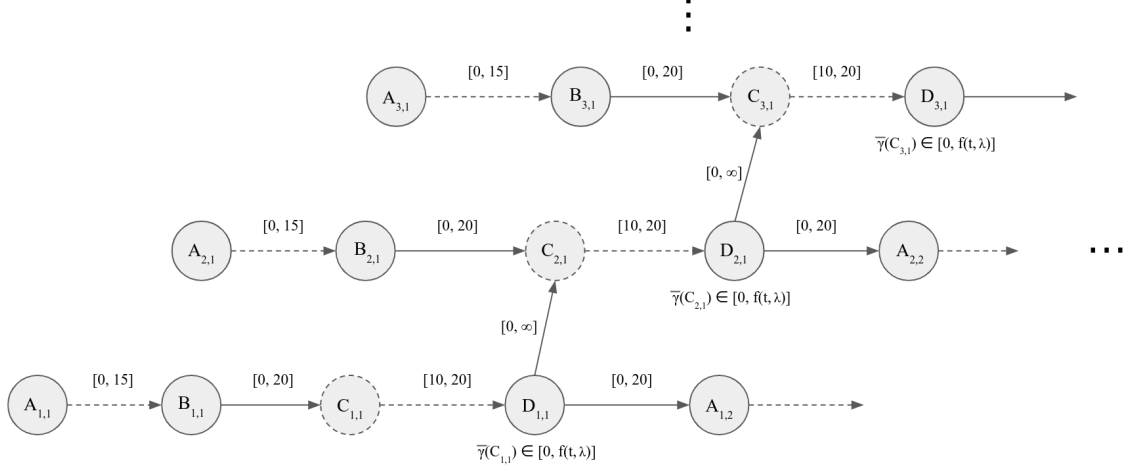 ⋮
[0, 15] [0, 20] [10, 20]
A3,1 B3,1 C3,1 D3,1
γ̅(C3,1) ∈ [0, f(t, λ)]
[0, ∞]
[0, 15] [0, 20] [10, 20] [0, 20]
A2,1 B2,1 C2,1 D2,1 A2,2 ...
γ̅(C2,1) ∈ [0, f(t, λ)]
[0, ∞]
[0, 15] [0, 20] [10, 20] [0, 20]
A1,1 B1,1 C1,1 D1,1 A1,2
γ̅(C1,1) ∈ [0, f(t, λ)]